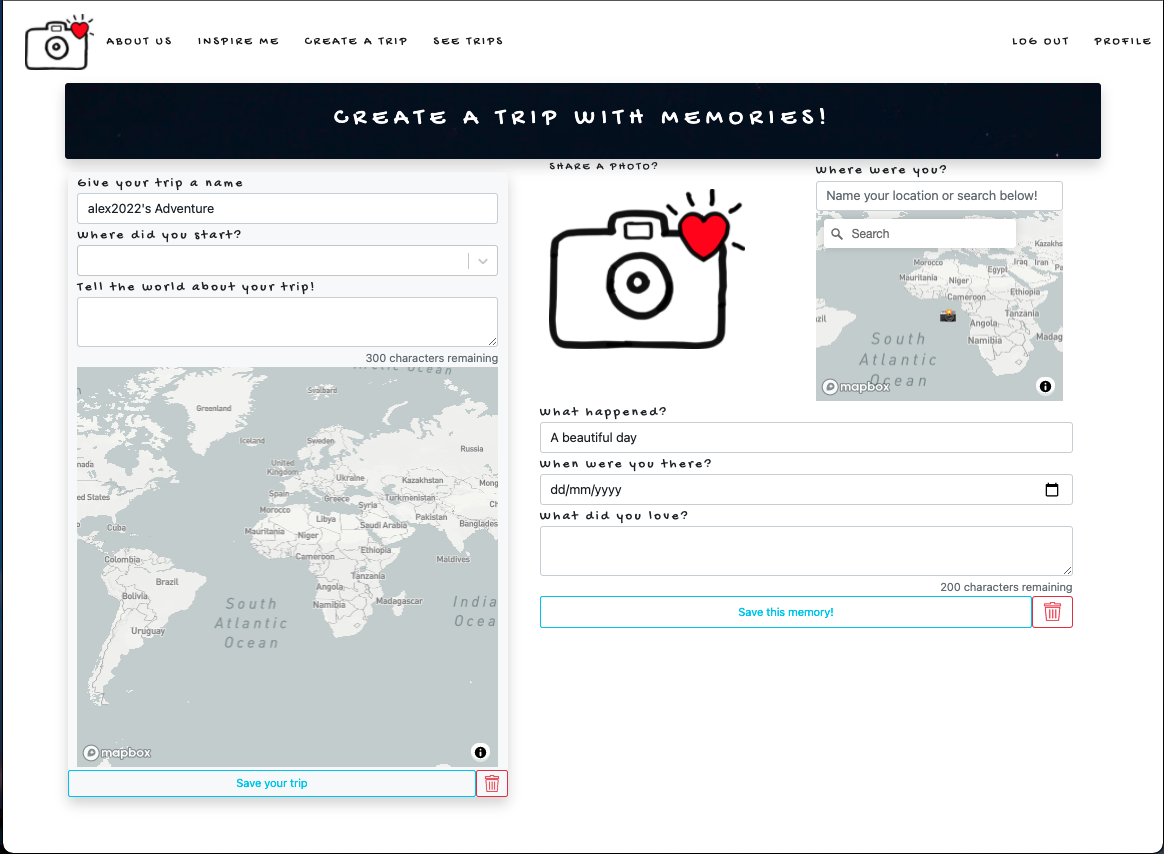 ABOUT US
INSPIRE ME
CREATE A TRIP
SEE TRIPS
LOG OUT
PROFILE
CREATE A TRIP WITH MEMORIES!
Give your trip a name
alex2022's Adventure
Where did you start?
Tell the world about your trip!
300 characters remaining
Arctic Ocean
Svalbard
Greenland
Iceland
Sweden
Russia
nada
United
Kingdom
Ukraine
Kazakhstan
Mong
ed States
Spain
Greece
Turkmenistan
Syria
Morocco
Libya
Pakistan
Cuba
Mauritania
Niger
Saudi Arabia
Bangladesh
Colombia
Cameroon
Ethiopia
Maldives
Brazil
Tanzania
Bolivia
Angola
Namibia
Madagascar
South
Atlantic
Ocean
India
Ocea
Uruguay
mapbox
Save your trip
SHARE A PHOTO?
Where were you?
Name your location or search below!
Search
Kazakhs
Morocco
Iraq
Iran
Pa
Mauritania
Niger
Egypt
Cameroon
Ethiopia
zil
Angola
Tanzania
Namibia
Madag
South
Atlantic
Ocean
mapbox
What happened?
A beautiful day
When were you there?
dd/mm/yyyy
What did you love?
200 characters remaining
Save this memory!